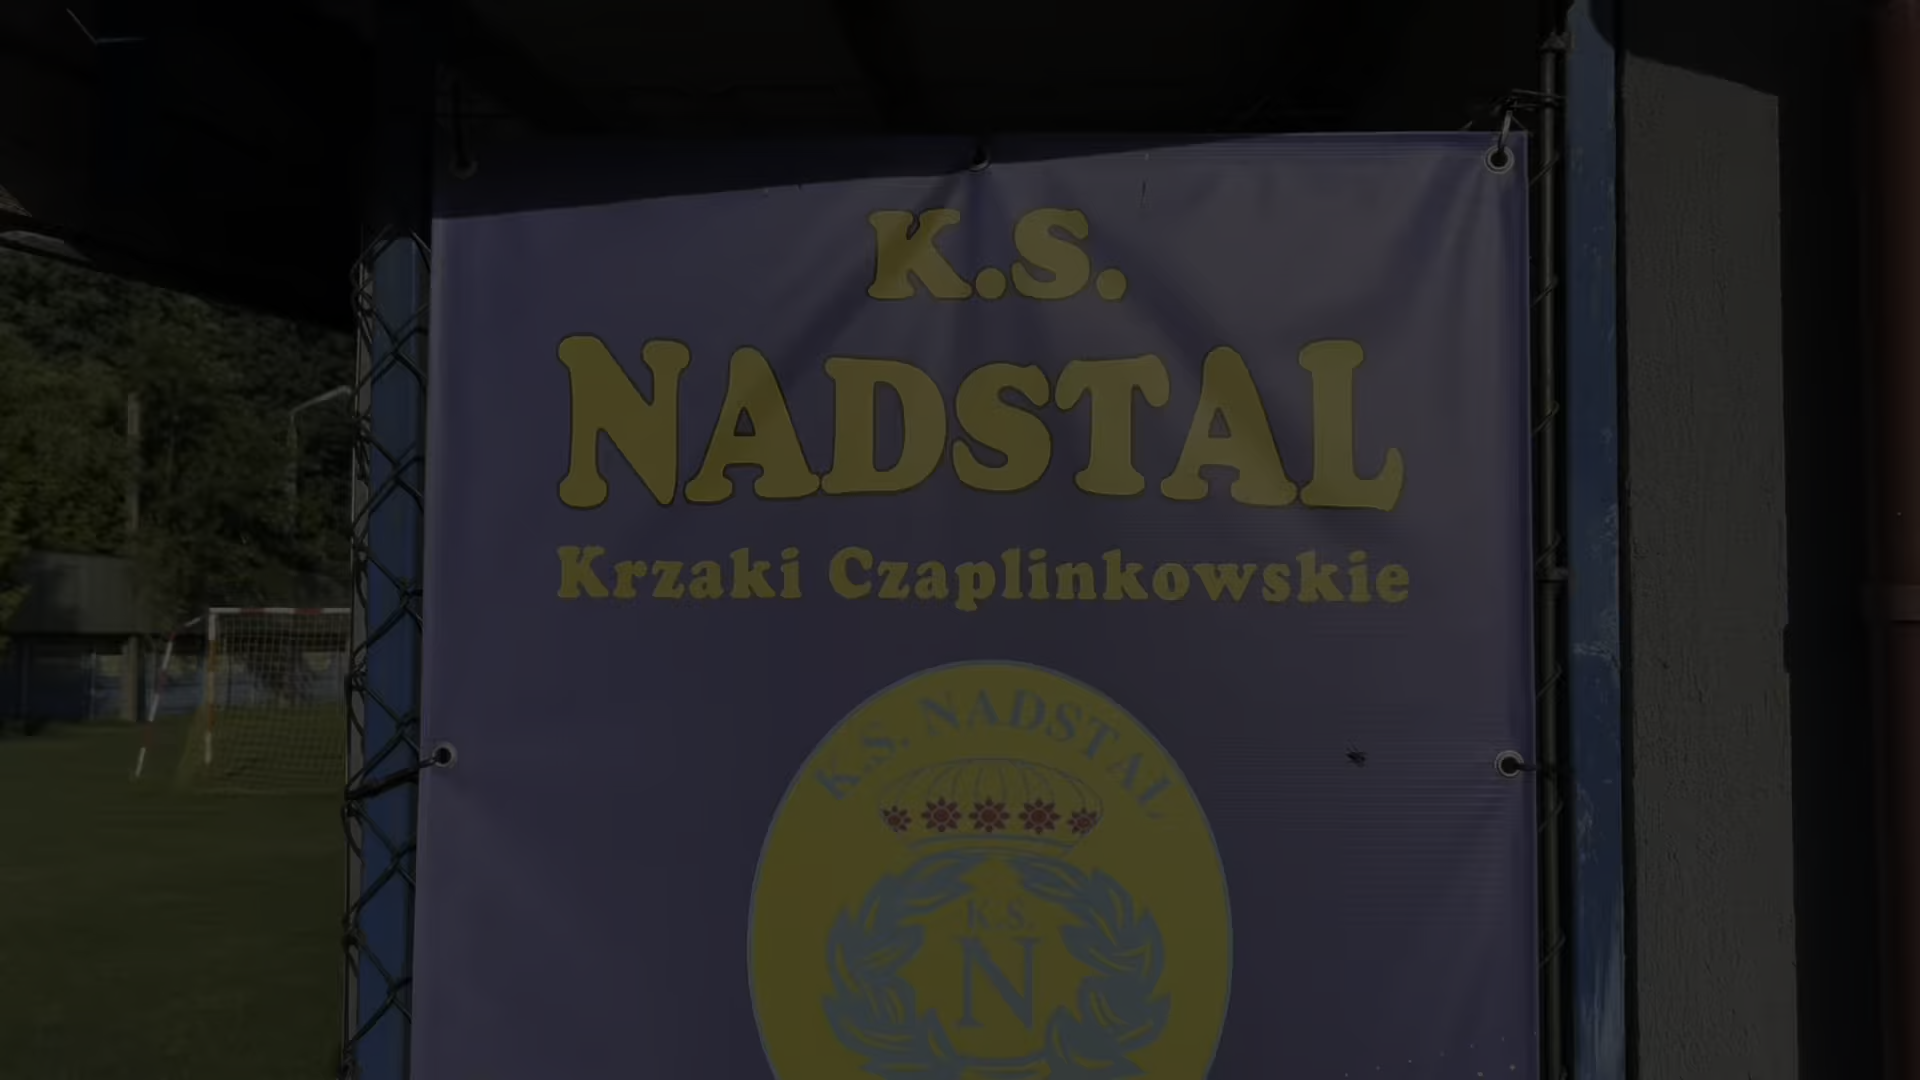 K.S.
NADSTAL
Krzaki Czaplinkowskie
K.S. NADSTAL
K.S.
N